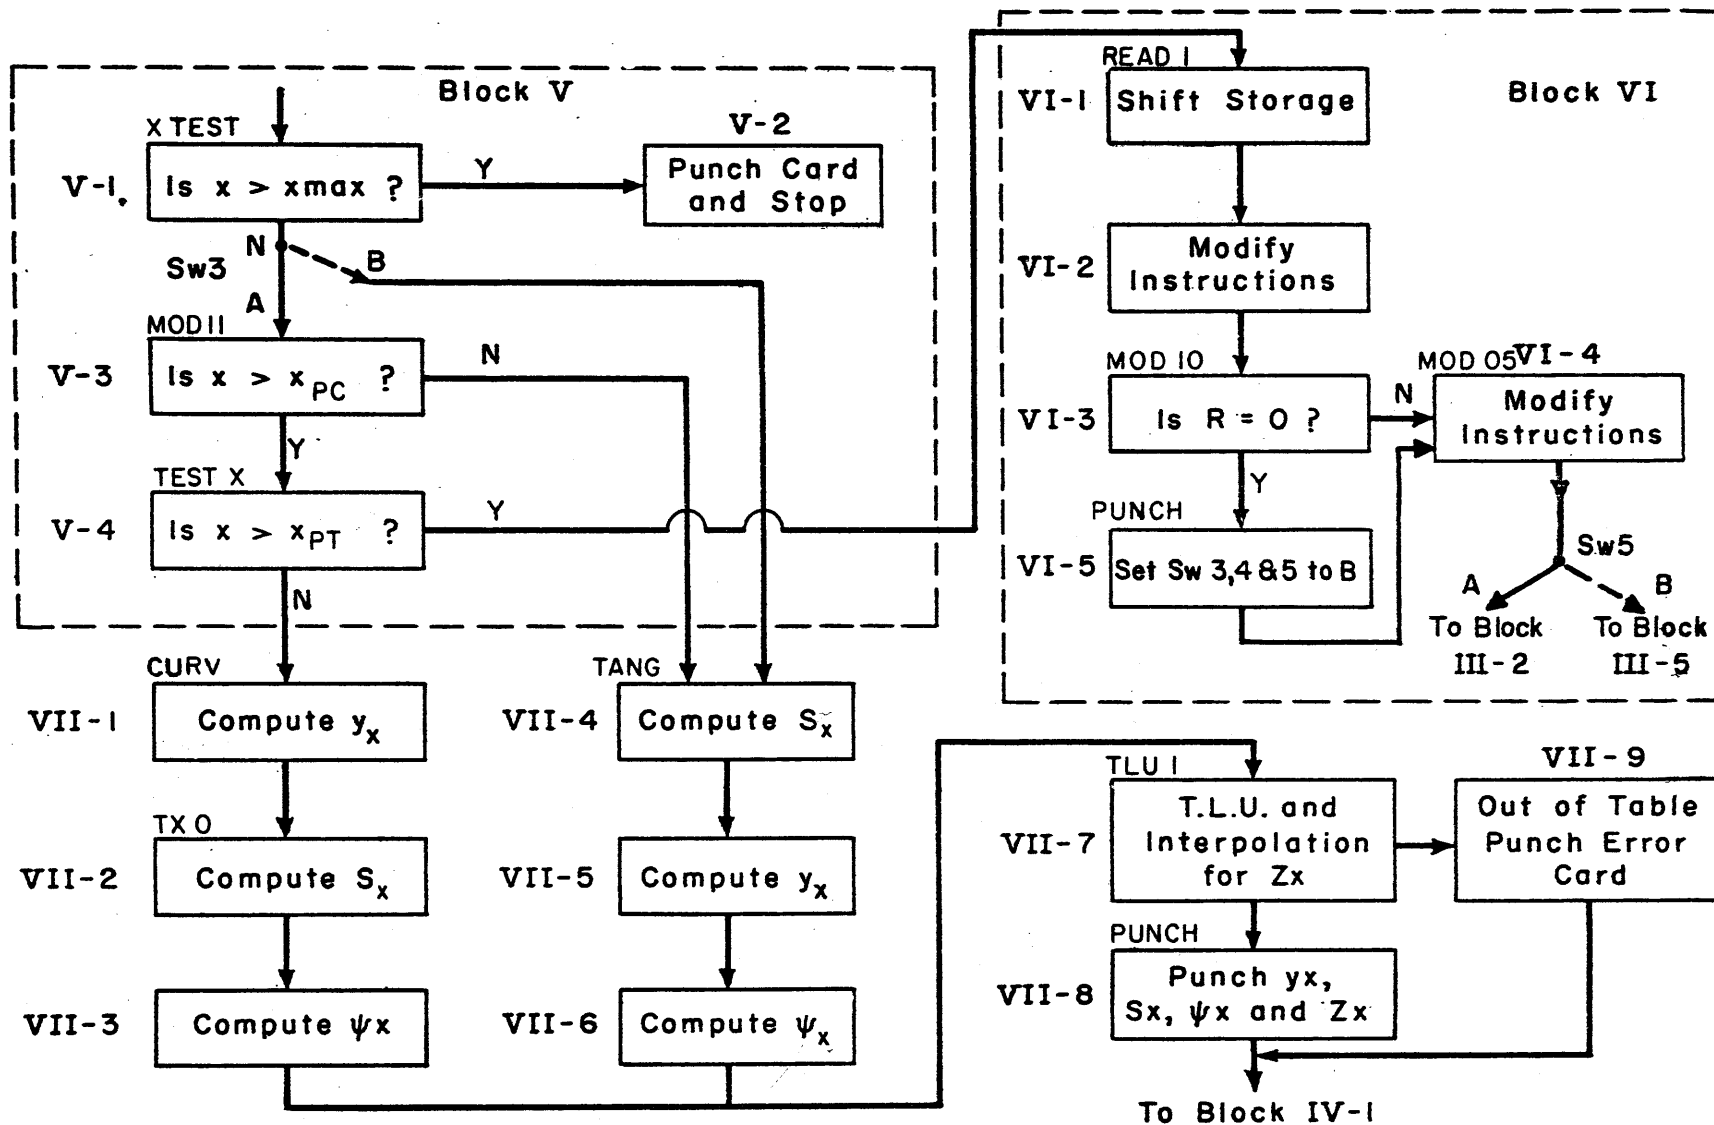 Block V
X TEST
V-1.
Is x > xmax ?
Y
V-2
Punch Card
and Stop
N
Sw3
B
A
MOD11
V-3
Is x > xPC ?
N
Y
TEST X
V-4
Is x > xPT ?
Y
N
Block VI
READ 1
VI-1
Shift Storage
VI-2
Modify
Instructions
MOD 10
VI-3
Is R = 0 ?
N
Y
MOD 05
VI-4
Modify
Instructions
PUNCH
VI-5
Set Sw 3,4 & 5 to B
Sw5
A
B
To Block
III-2
To Block
III-5
CURV
VII-1
Compute yx
TX 0
VII-2
Compute Sx
VII-3
Compute ψx
TANG
VII-4
Compute Sx
VII-5
Compute yx
VII-6
Compute ψx
TLU 1
VII-7
T.L.U. and
Interpolation
for Zx
VII-9
Out of Table
Punch Error
Card
PUNCH
VII-8
Punch yx,
Sx, ψx and Zx
To Block IV-1